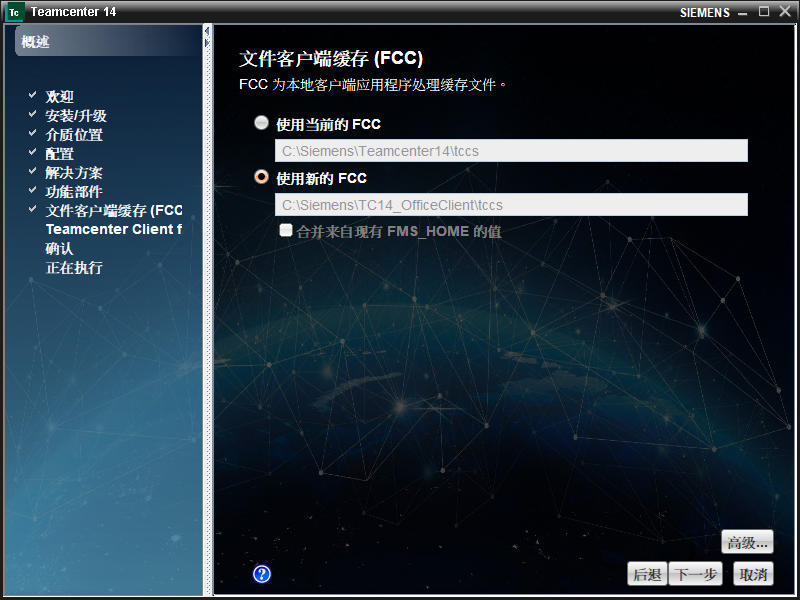 Tc Teamcenter 14
SIEMENS
概述
欢迎
安装/升级
介质位置
配置
解决方案
功能部件
文件客户端缓存 (FCC
Teamcenter Client f
确认
正在执行
文件客户端缓存 (FCC)
FCC 为本地客户端应用程序处理缓存文件。
使用当前的 FCC
C:\Siemens\Teamcenter14\tccs
使用新的 FCC
C:\Siemens\TC14_OfficeClient\tccs
合并来自现有 FMS_HOME 的值
高级...
?
后退 下一步 取消